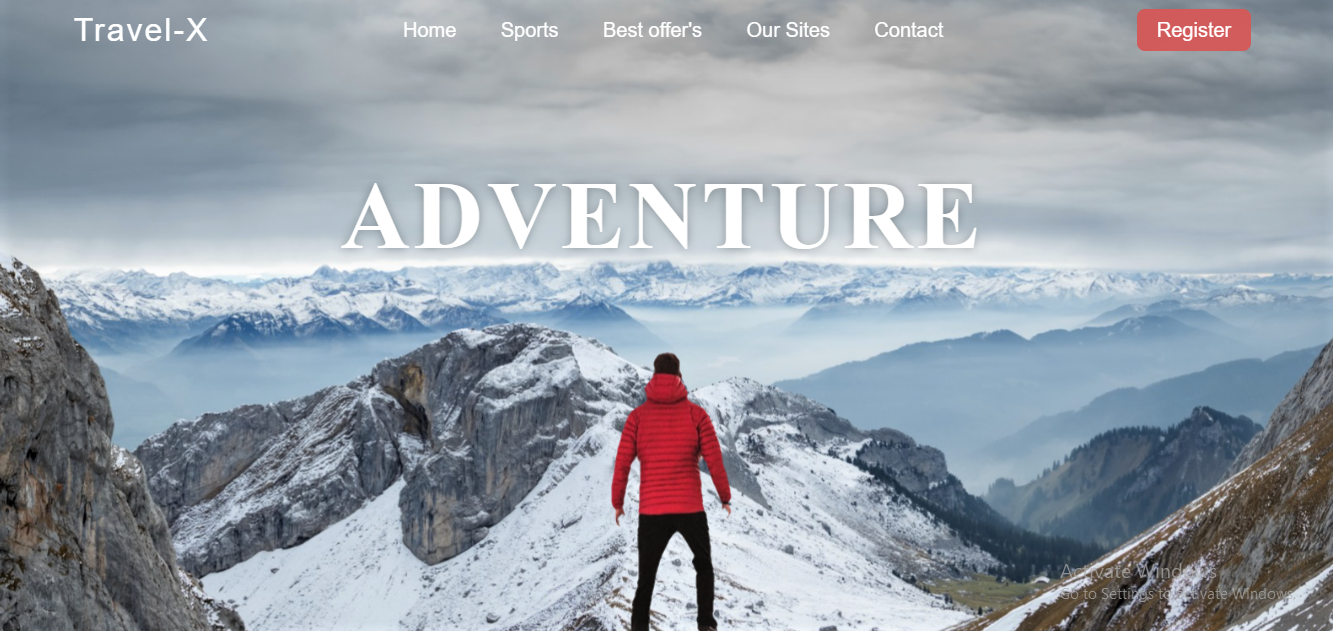 Travel-X
Home
Sports
Best offer's
Our Sites
Contact
Register
ADVENTURE
Activate Windows
Go to Settings to activate Windows.